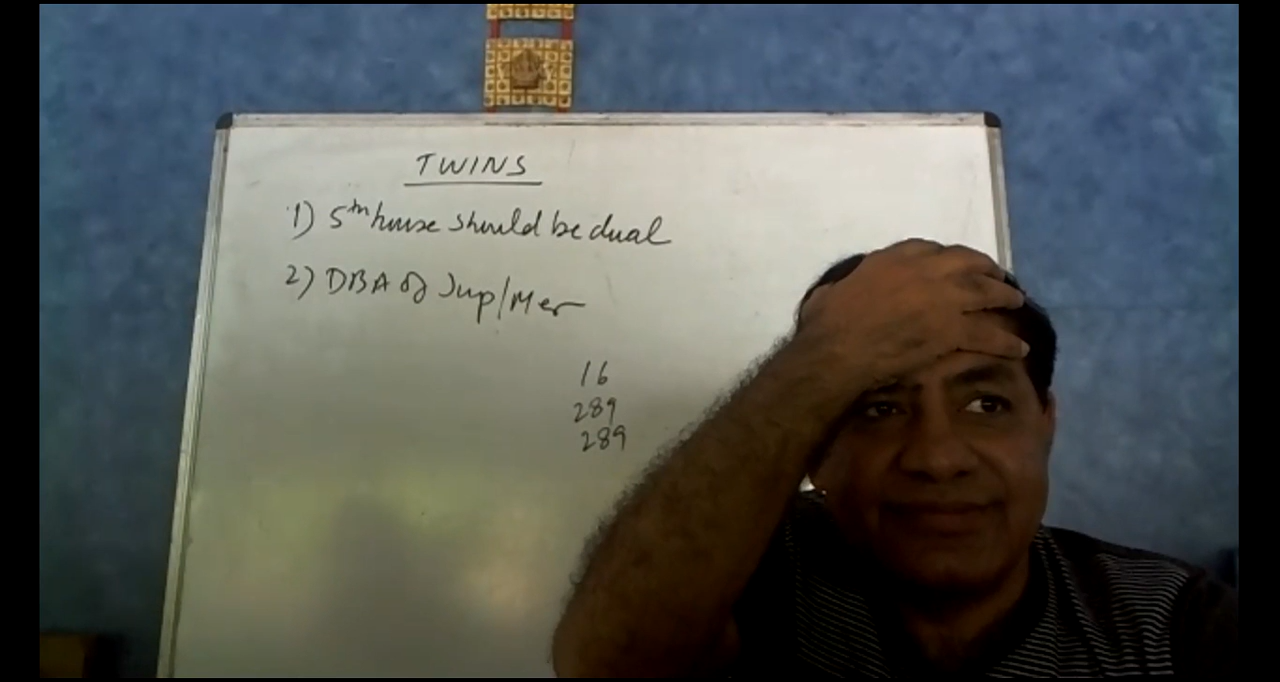 TWINS
1) 5th house should be dual
2) DBA of Jup/Mer
16
289
289